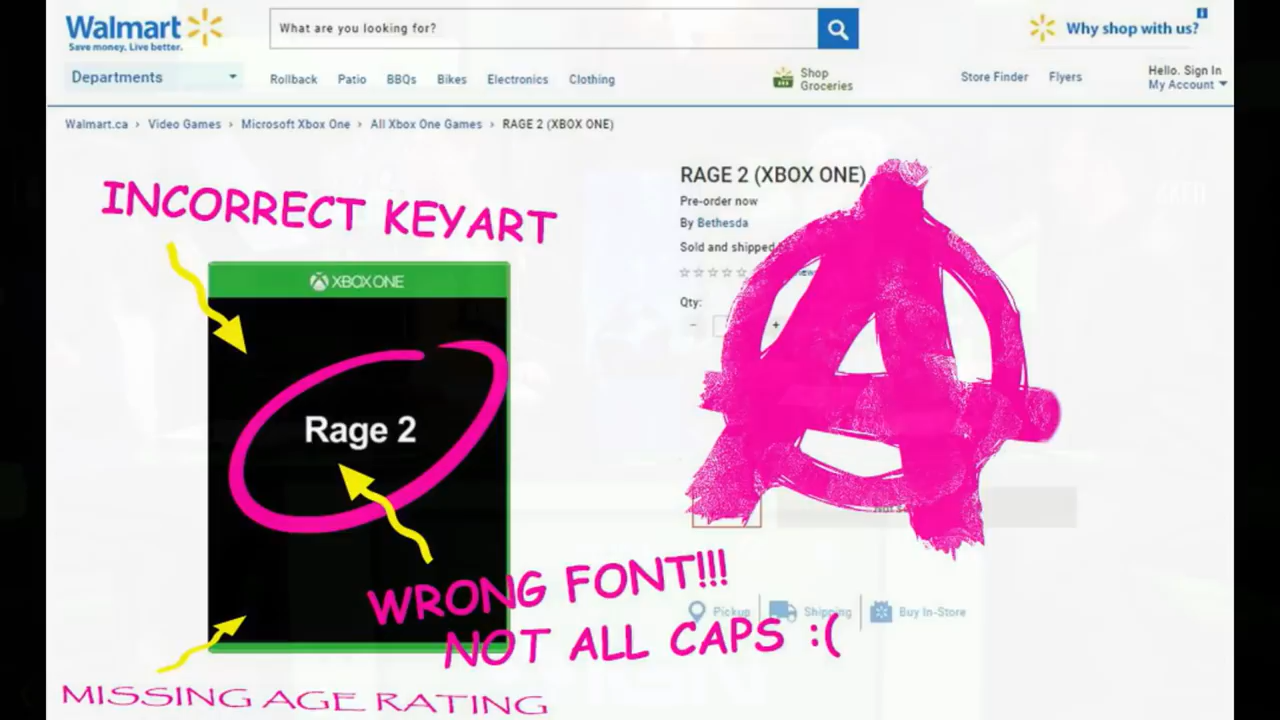 Walmart
Save money. Live better.
What are you looking for?
Why shop with us?
Departments
Rollback Patio BBQs Bikes Electronics Clothing
Shop Groceries
Store Finder Flyers
Hello. Sign In
My Account
Walmart.ca › Video Games › Microsoft Xbox One › All Xbox One Games › RAGE 2 (XBOX ONE)
RAGE 2 (XBOX ONE)
Pre-order now
By Bethesda
Sold and shipped
Qty:
- +
INCORRECT KEYART
XBOX ONE
Rage 2
WRONG FONT!!!
NOT ALL CAPS :(
Pickup Shipping Buy In-Store
MISSING AGE RATING